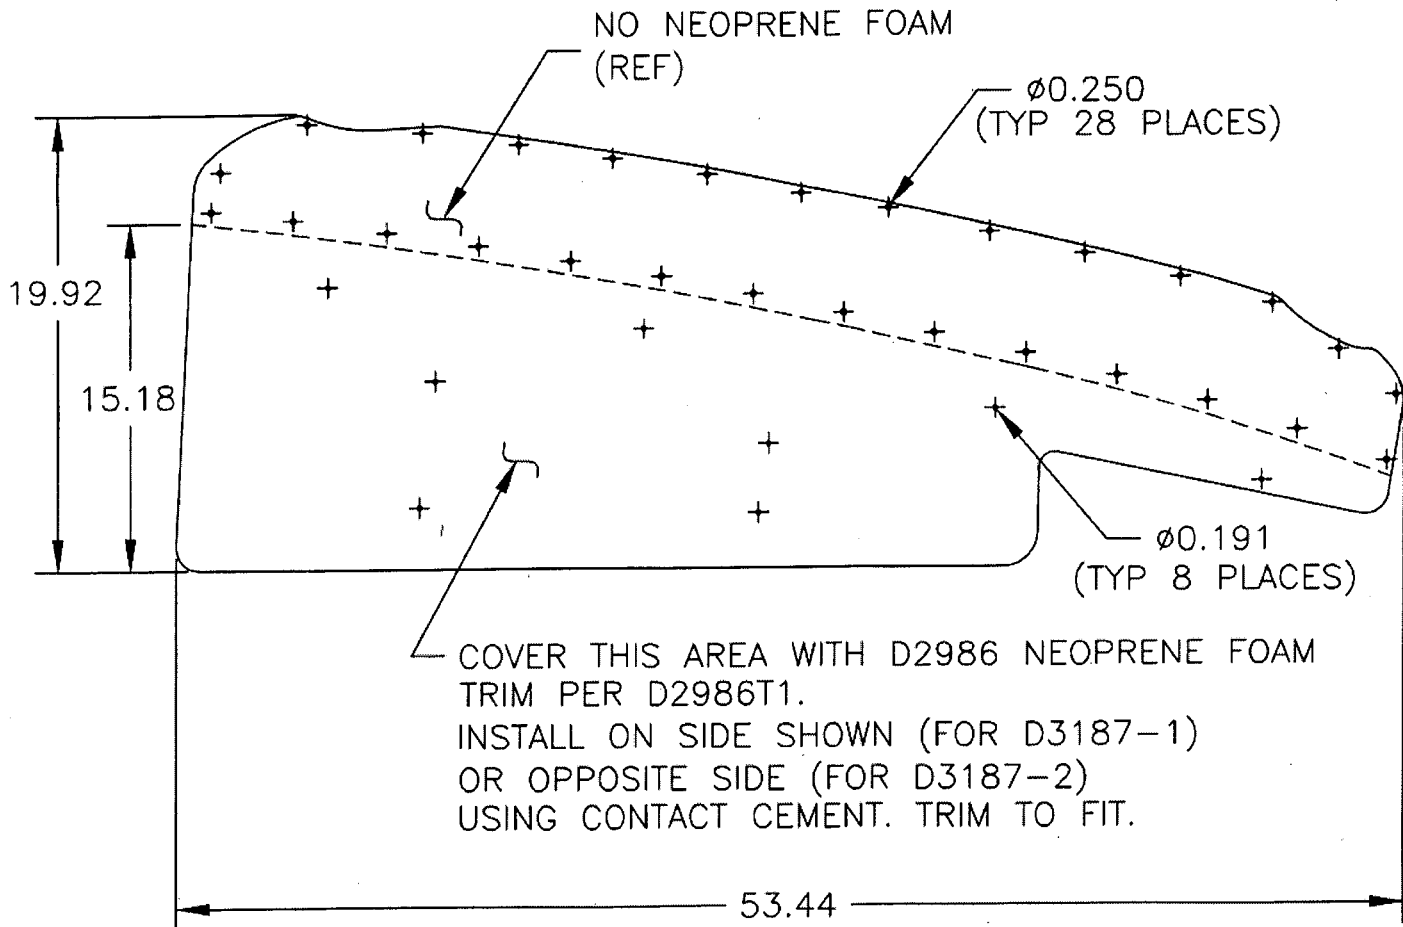 NO NEOPRENE FOAM
(REF)
ø0.250
(TYP 28 PLACES)
19.92
15.18
ø0.191
(TYP 8 PLACES)
COVER THIS AREA WITH D2986 NEOPRENE FOAM
TRIM PER D2986T1.
INSTALL ON SIDE SHOWN (FOR D3187-1)
OR OPPOSITE SIDE (FOR D3187-2)
USING CONTACT CEMENT. TRIM TO FIT.
53.44